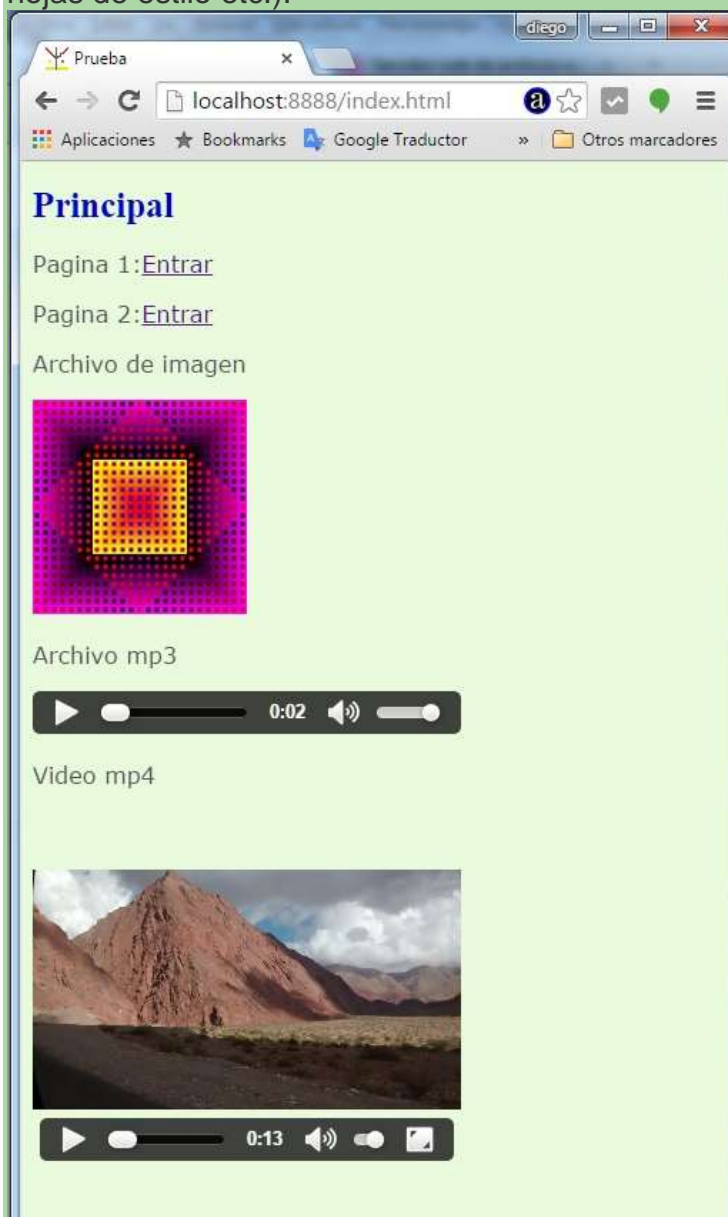 hojas de estilo etc.).
diego
Prueba
localhost:8888/index.html
Aplicaciones Bookmarks Google Traductor » Otros marcadores
Principal
Pagina 1:Entrar
Pagina 2:Entrar
Archivo de imagen
Archivo mp3
0:02
Video mp4
0:13